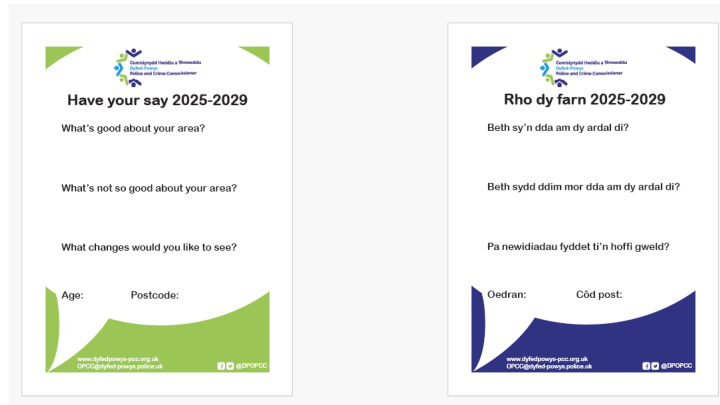 Comisiynydd Heddlu a Throseddu
Dyfed-Powys
Police and Crime Commissioner
Have your say 2025-2029
What's good about your area?
What's not so good about your area?
What changes would you like to see?
Age: Postcode:
www.dyfedpowys-pcc.org.uk
OPCC@dyfed-powys.police.uk
@DPOPCC
Comisiynydd Heddlu a Throseddu
Dyfed-Powys
Police and Crime Commissioner
Rho dy farn 2025-2029
Beth sy'n dda am dy ardal di?
Beth sydd ddim mor dda am dy ardal di?
Pa newidiadau fyddet ti'n hoffi gweld?
Oedran: Côd post:
www.dyfedpowys-pcc.org.uk
OPCC@dyfed-powys.police.uk
@DPOPCC